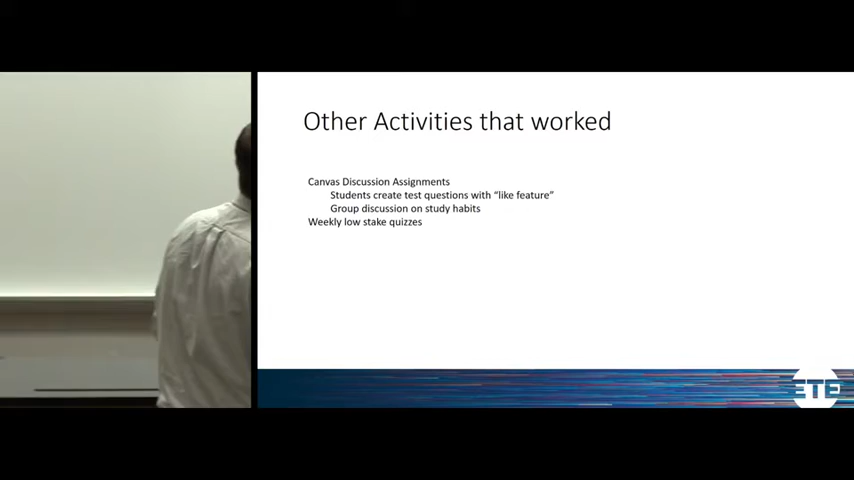 Other Activities that worked
Canvas Discussion Assignments
Students create test questions with “like feature”
Group discussion on study habits
Weekly low stake quizzes
ETE